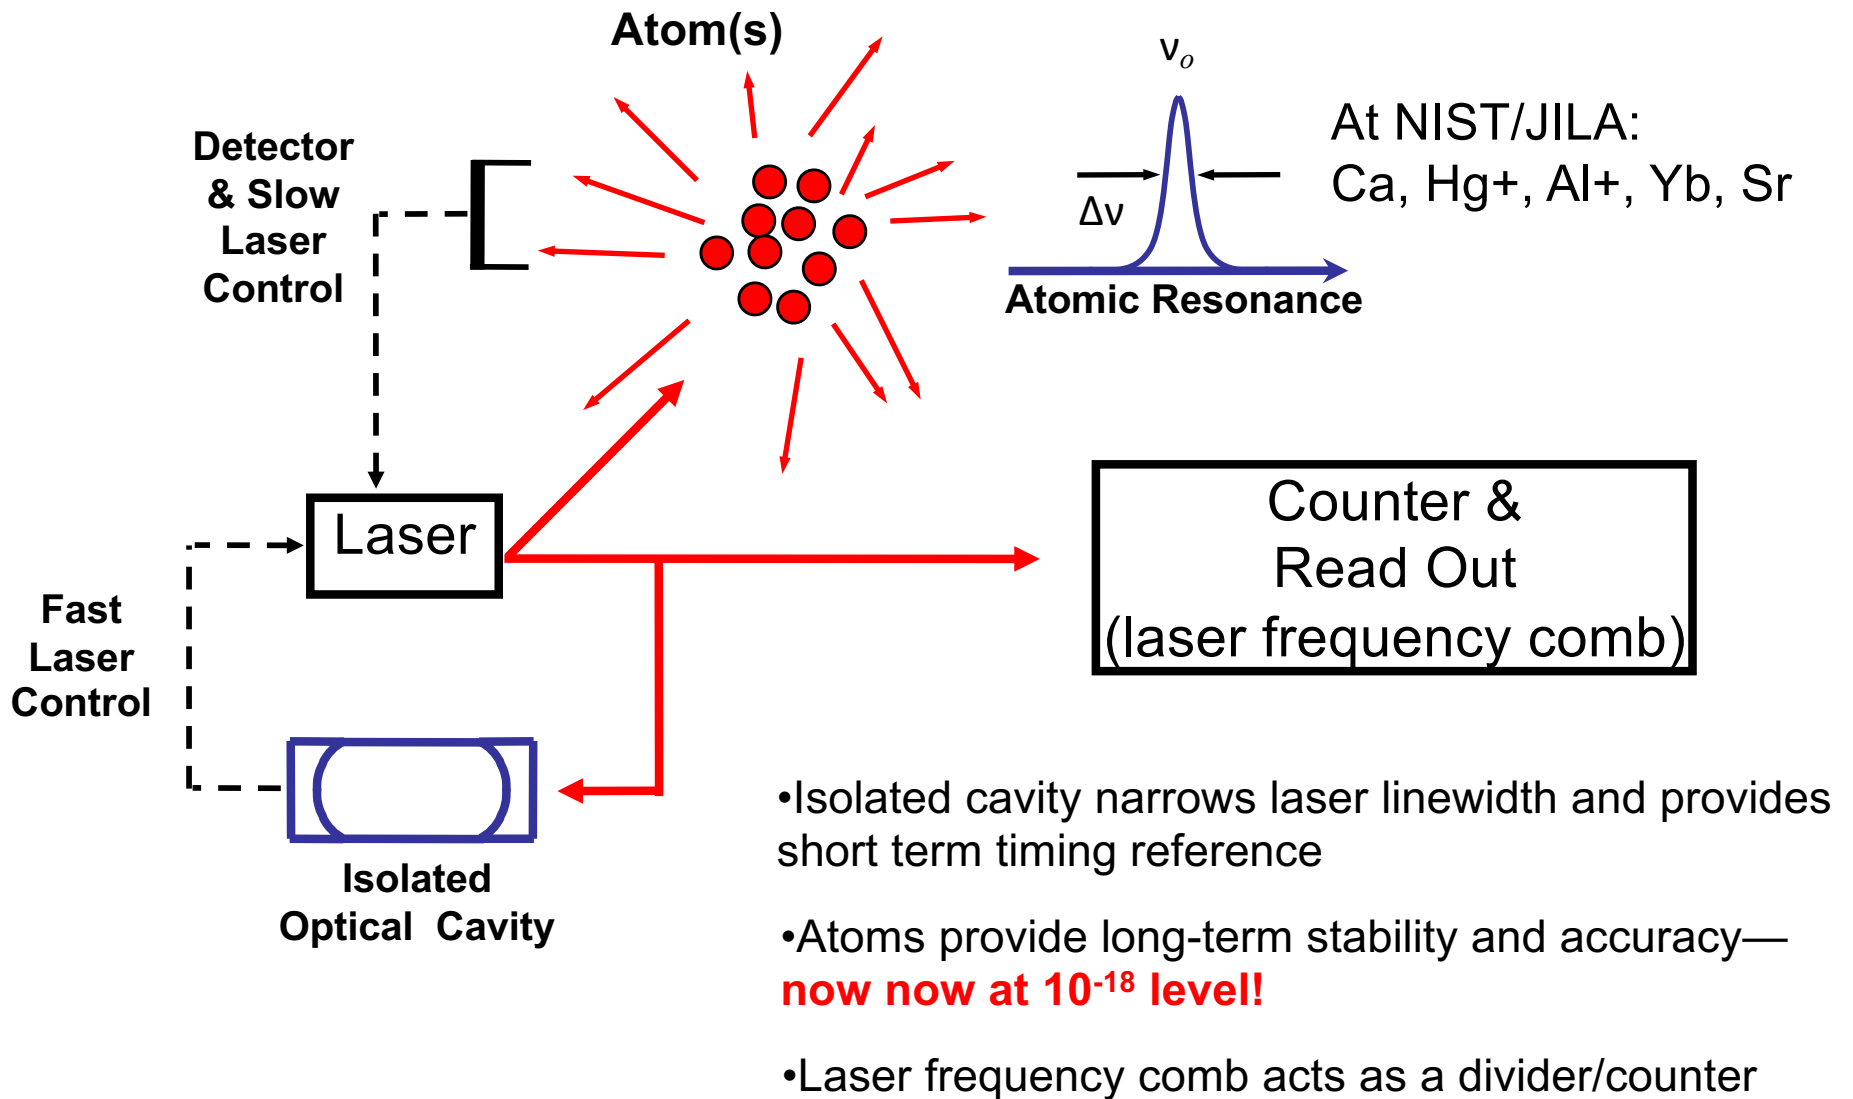 Atom(s)
Detector
& Slow
Laser
Control
νo
Δν
Atomic Resonance
At NIST/JILA:
Ca, Hg+, Al+, Yb, Sr
Laser
Counter &
Read Out
(laser frequency comb)
Fast
Laser
Control
Isolated
Optical Cavity
•Isolated cavity narrows laser linewidth and provides
short term timing reference
•Atoms provide long-term stability and accuracy—
now now at 10⁻¹⁸ level!
•Laser frequency comb acts as a divider/counter